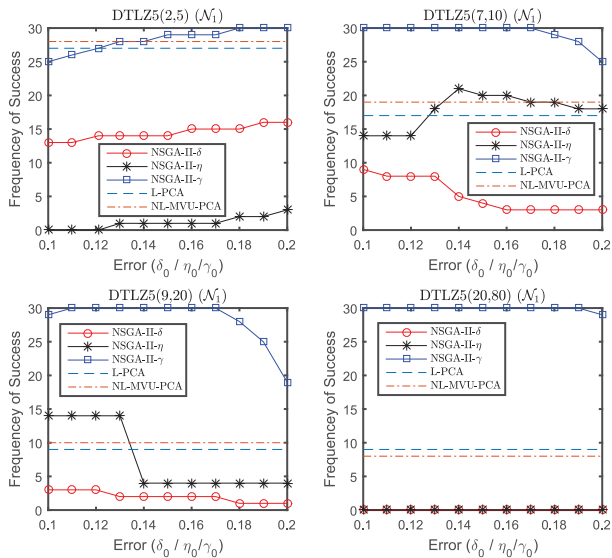 DTLZ5(2,5) (𝒩₁)
Frequencey of Success
30
25
20
15
10
5
0
NSGA-II-δ
NSGA-II-η
NSGA-II-γ
L-PCA
NL-MVU-PCA
0.1 0.12 0.14 0.16 0.18 0.2
Error (δ₀ / η₀/γ₀)
DTLZ5(7,10) (𝒩₁)
Frequencey of Success
30
25
20
15
10
5
0
NSGA-II-δ
NSGA-II-η
NSGA-II-γ
L-PCA
NL-MVU-PCA
0.1 0.12 0.14 0.16 0.18 0.2
Error (δ₀ / η₀/γ₀)
DTLZ5(9,20) (𝒩₁)
Frequencey of Success
30
25
20
15
10
5
0
NSGA-II-δ
NSGA-II-η
NSGA-II-γ
L-PCA
NL-MVU-PCA
0.1 0.12 0.14 0.16 0.18 0.2
Error (δ₀ / η₀/γ₀)
DTLZ5(20,80) (𝒩₁)
Frequencey of Success
30
25
20
15
10
5
0
NSGA-II-δ
NSGA-II-η
NSGA-II-γ
L-PCA
NL-MVU-PCA
0.1 0.12 0.14 0.16 0.18 0.2
Error (δ₀ / η₀/γ₀)